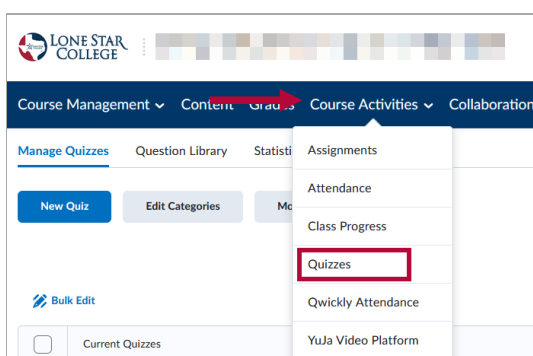 LONE STAR
COLLEGE
Course Management Content Grades Course Activities Collaboration
Manage Quizzes Question Library Statisti
Assignments
Attendance
New Quiz Edit Categories Mo
Class Progress
Quizzes
Bulk Edit
Qwickly Attendance
Current Quizzes
YuJa Video Platform